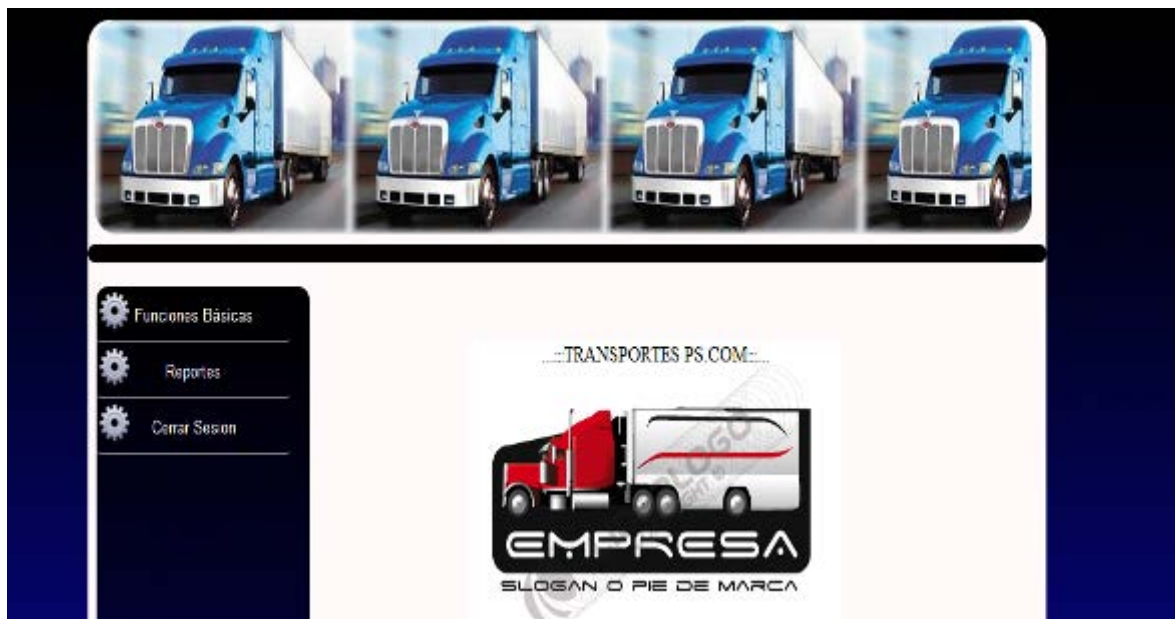 Funciones Básicas
Reportes
Cerrar Sesion
...::TRANSPORTES PS.COM::...
EMPRESA
SLOGAN O PIE DE MARCA